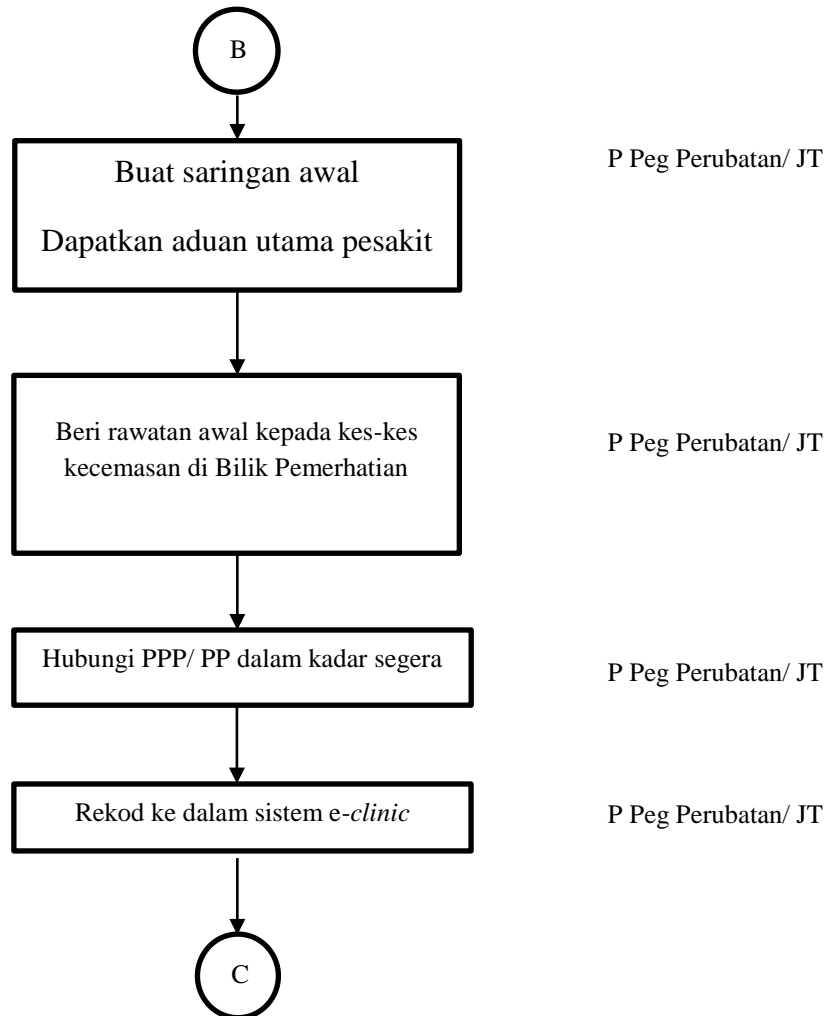 B
Buat saringan awal
P Peg Perubatan/ JT
Dapatkan aduan utama pesakit
Beri rawatan awal kepada kes-kes
kecemasan di Bilik Pemerhatian
P Peg Perubatan/ JT
Hubungi PPP/ PP dalam kadar segera
P Peg Perubatan/ JT
Rekod ke dalam sistem e-clinic
P Peg Perubatan/ JT
C